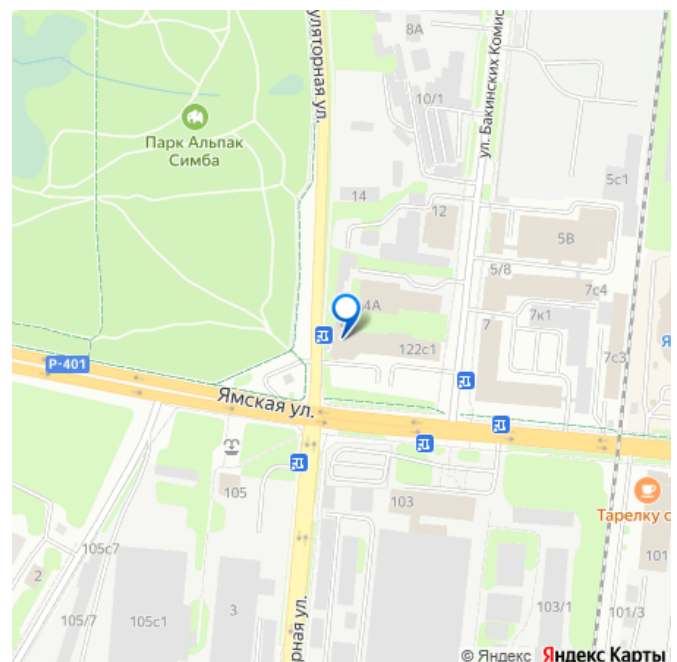 уляторная ул.
8А
10/1
ул. Бакинских Комис
Парк Альпак
Симба
5с1
14
12
5В
5/8
7с4
4А
7к1
7
122с1
7с3
Я
Р-401
Ямская ул.
105
103
Тарелку с
105с7
101
2
105/7
105с1
3
103/1
101/3
рная ул.
© Яндекс Яндекс Карты